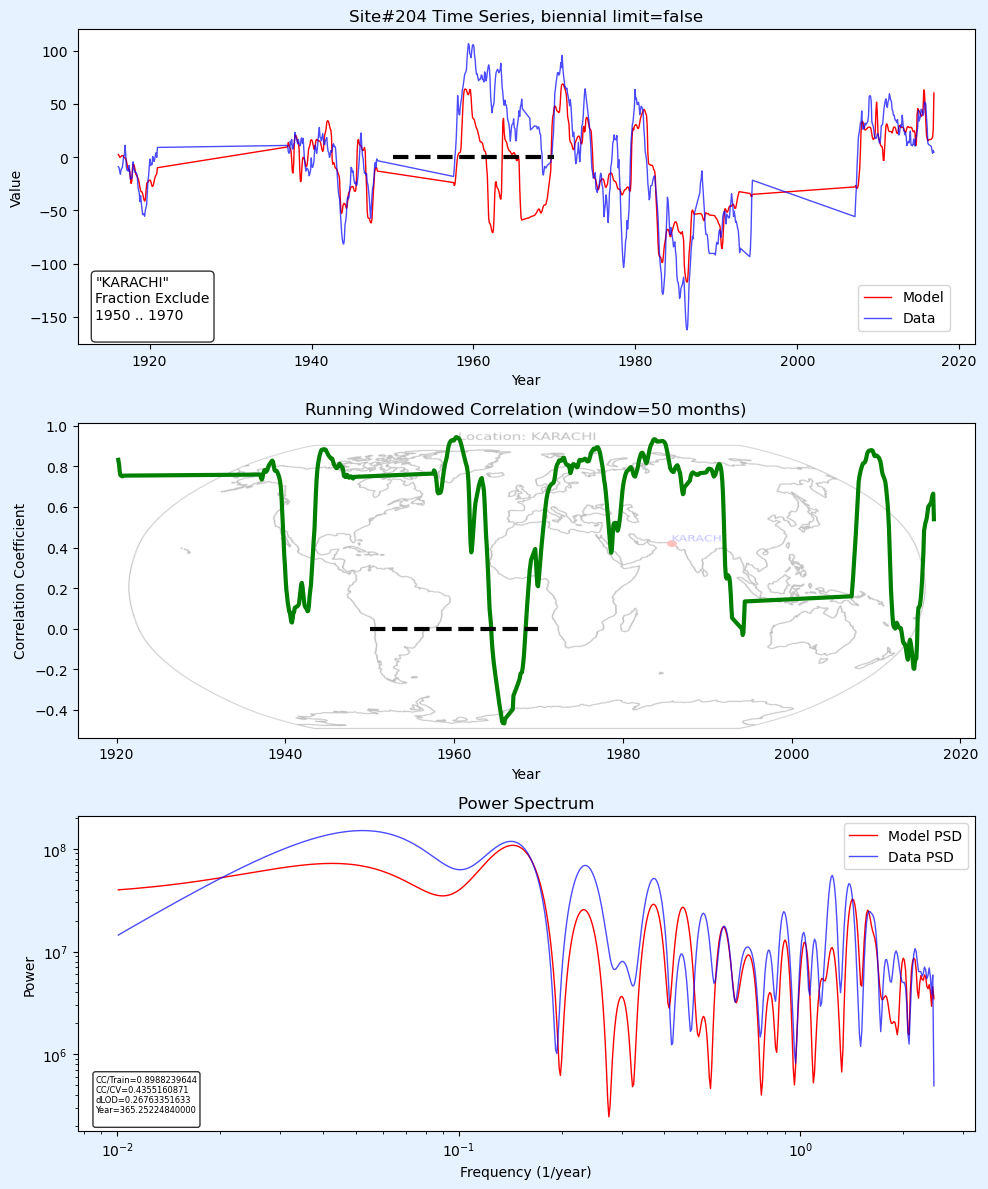 Site#204 Time Series, biennial limit=false
Value
100
50
0
−50
−100
−150
"KARACHI"
Fraction Exclude
1950 .. 1970
Model
Data
1920
1940
1960
1980
2000
2020
Year
Running Windowed Correlation (window=50 months)
Correlation Coefficient
1.0
0.8
0.6
0.4
0.2
0.0
−0.2
−0.4
Location: KARACHI
KARACHI
1920
1940
1960
1980
2000
2020
Year
Power Spectrum
Power
10^8
10^7
10^6
Model PSD
Data PSD
CC/Train=0.8988239644
CC/CV=0.4355160871
dLOD=0.26763351633
Year=365.25224840000
10^−2
10^−1
10^0
Frequency (1/year)